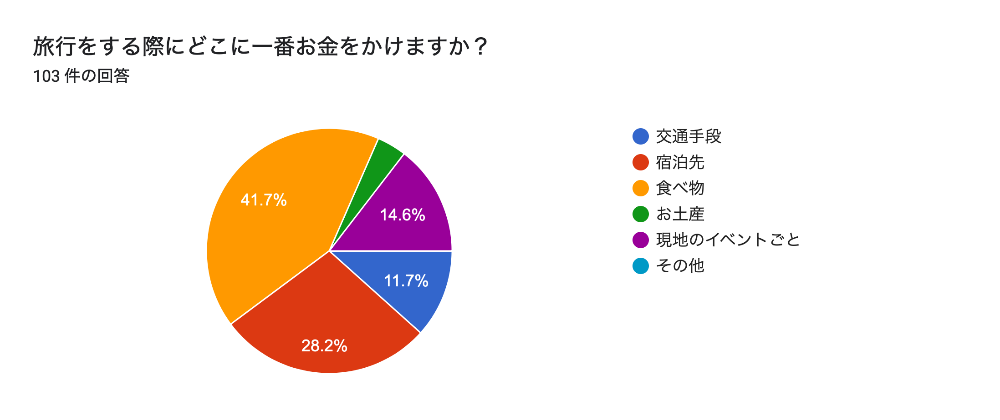 旅行をする際にどこに一番お金をかけますか？
103 件の回答
41.7%
14.6%
11.7%
28.2%
交通手段
宿泊先
食べ物
お土産
現地のイベントごと
その他